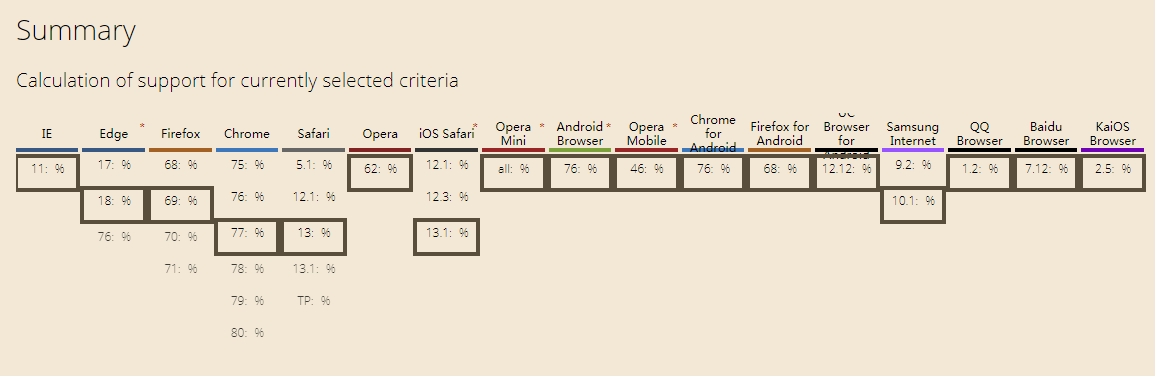 Summary
Calculation of support for currently selected criteria
IE
Edge *
Firefox
Chrome
Safari
Opera
iOS Safari *
Opera *
Mini
Android *
Browser
Opera *
Mobile
Chrome
for
Android
Firefox for
Android
UC
Browser
for
Android
Samsung
Internet
QQ
Browser
Baidu
Browser
KaiOS
Browser
11: % 17: % 68: % 75: % 5.1: % 62: % 12.1: % all: % 76: % 46: % 76: % 68: % 12.12: % 9.2: % 1.2: % 7.12: % 2.5: %
18: % 69: % 76: % 12.1: % 12.3: % 10.1: %
76: % 70: % 77: % 13: % 13.1: %
71: % 78: % 13.1: %
79: % TP: %
80: %